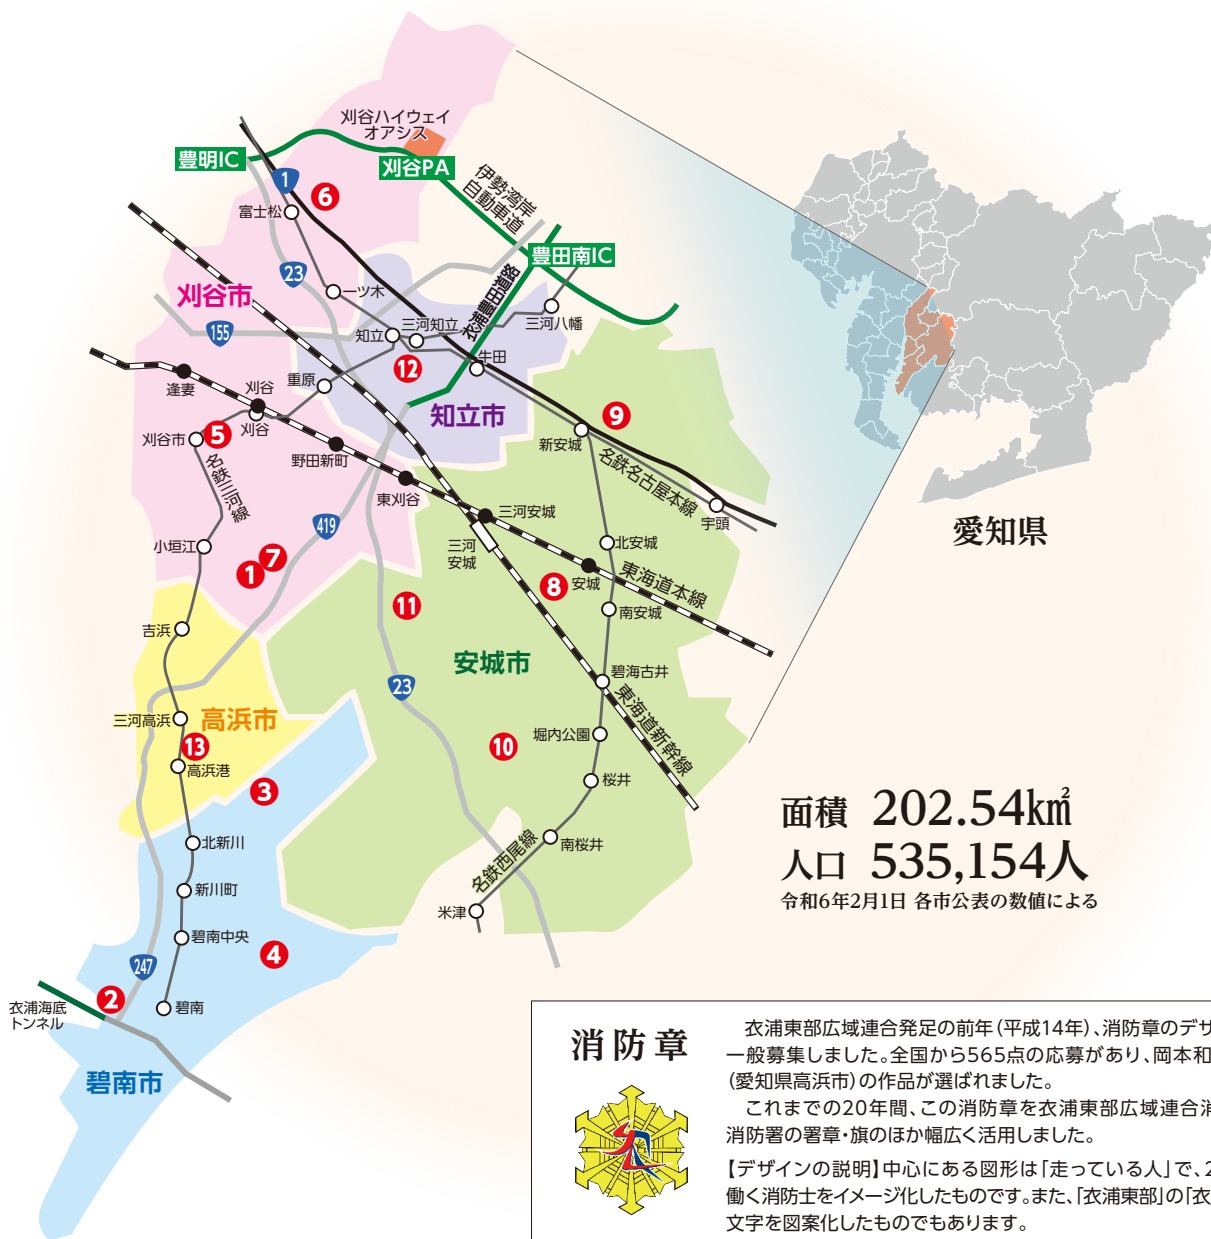 刈谷ハイウェイ
オアシス
豊明IC
刈谷PA
1
6
伊勢湾岸
自動車道
富士松
豊田南IC
23
衣浦豊田道路
刈谷市
一ツ木
155
知立
三河知立
三河八幡
12
牛田
逢妻
重原
刈谷
刈谷
知立市
9
刈谷市
5
新安城
野田新町
名鉄三河線
名鉄名古屋本線
東刈谷
419
三河安城
宇頭
愛知県
小垣江
三河
安城
北安城
1
7
8
安城
東海道本線
11
南安城
吉浜
安城市
碧海古井
23
東海道新幹線
三河高浜
高浜市
13
10
堀内公園
高浜港
3
桜井
面積 202.54k㎡
北新川
南桜井
人口 535,154人
名鉄西尾線
新川町
令和6年2月1日 各市公表の数値による
米津
碧南中央
4
247
2
碧南
衣浦海底
トンネル
碧南市
消防章
衣浦東部広域連合発足の前年(平成14年)、消防章のデザ
一般募集しました。全国から565点の応募があり、岡本和
(愛知県高浜市)の作品が選ばれました。
これまでの20年間、この消防章を衣浦東部広域連合消
消防署の署章・旗のほか幅広く活用しました。
【デザインの説明】中心にある図形は「走っている人」で、2
働く消防士をイメージ化したものです。また、「衣浦東部」の「衣
文字を図案化したものでもあります。